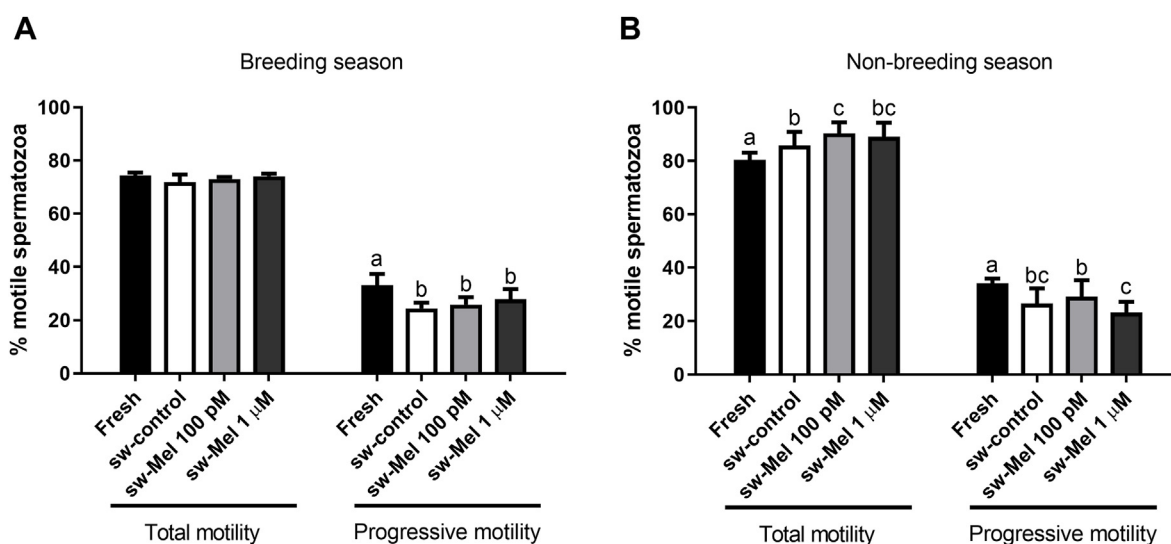 A
Breeding season
% motile spermatozoa
100
80
60
40
20
0
a
b
b
b
Fresh
sw-control
sw-Mel 100 pM
sw-Mel 1 μM
Fresh
sw-control
sw-Mel 100 pM
sw-Mel 1 μM
Total motility
Progressive motility
B
Non-breeding season
% motile spermatozoa
100
80
60
40
20
0
a
b
c
bc
a
bc
b
c
Fresh
sw-control
sw-Mel 100 pM
sw-Mel 1 μM
Fresh
sw-control
sw-Mel 100 pM
sw-Mel 1 μM
Total motility
Progressive motility